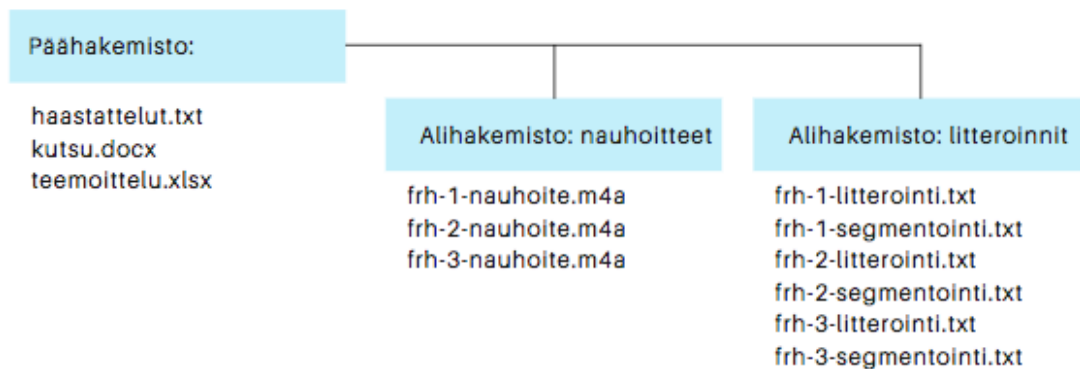 Päähakemisto:
haastattelut.txt
kutsu.docx
teemoittelu.xlsx
Alihakemisto: nauhoitteet
frh-1-nauhoite.m4a
frh-2-nauhoite.m4a
frh-3-nauhoite.m4a
Alihakemisto: litteroinnit
frh-1-litterointi.txt
frh-1-segmentointi.txt
frh-2-litterointi.txt
frh-2-segmentointi.txt
frh-3-litterointi.txt
frh-3-segmentointi.txt